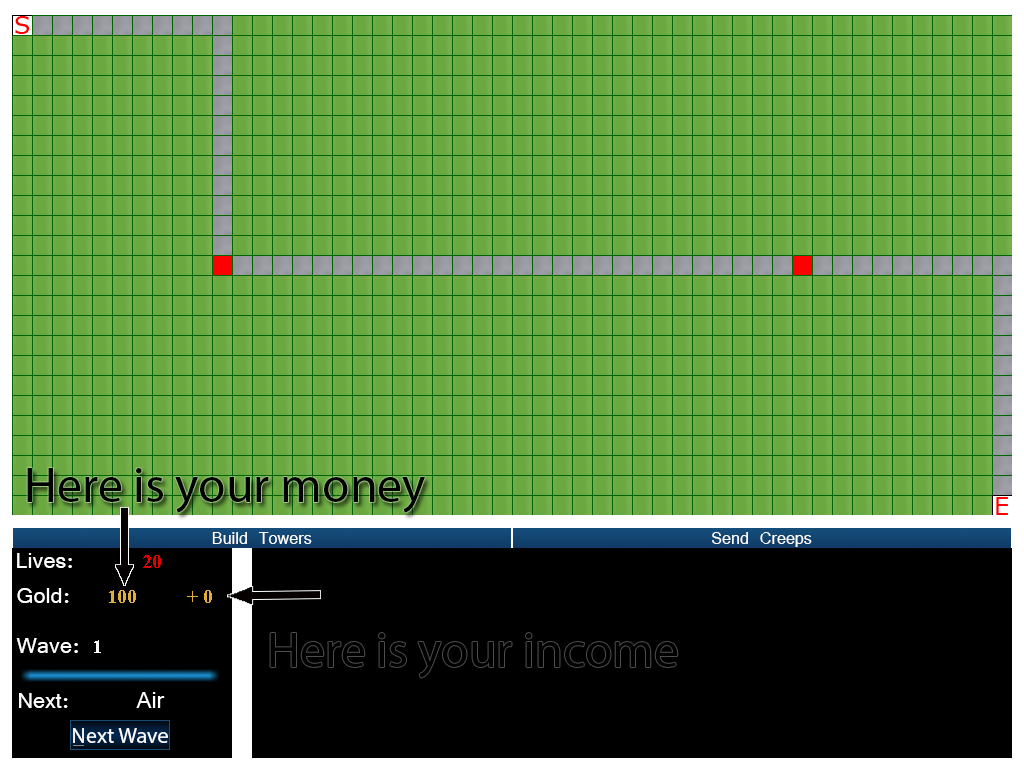 S
Here is your money
E
Build Towers
Send Creeps
Lives: 20
Gold: 100 + 0
Here is your income
Wave: 1
Next: Air
Next Wave